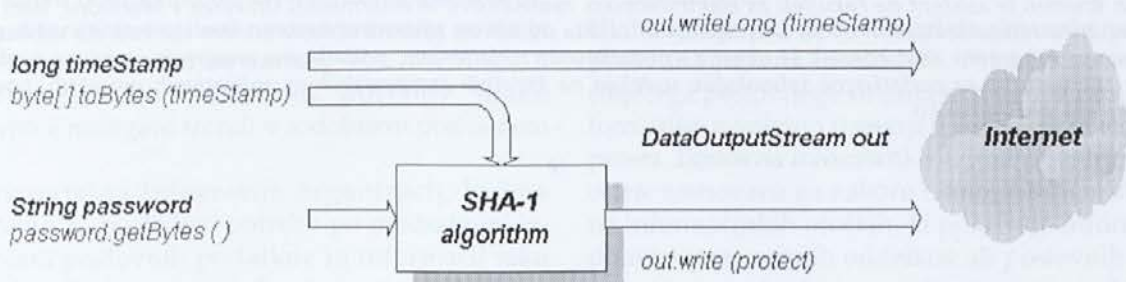 out.writeLong (timeStamp)
long timeStamp
byte[ ] toBytes (timeStamp)
DataOutputStream out
Internet
String password
password.getBytes ( )
SHA-1
algorithm
out.write (protect)